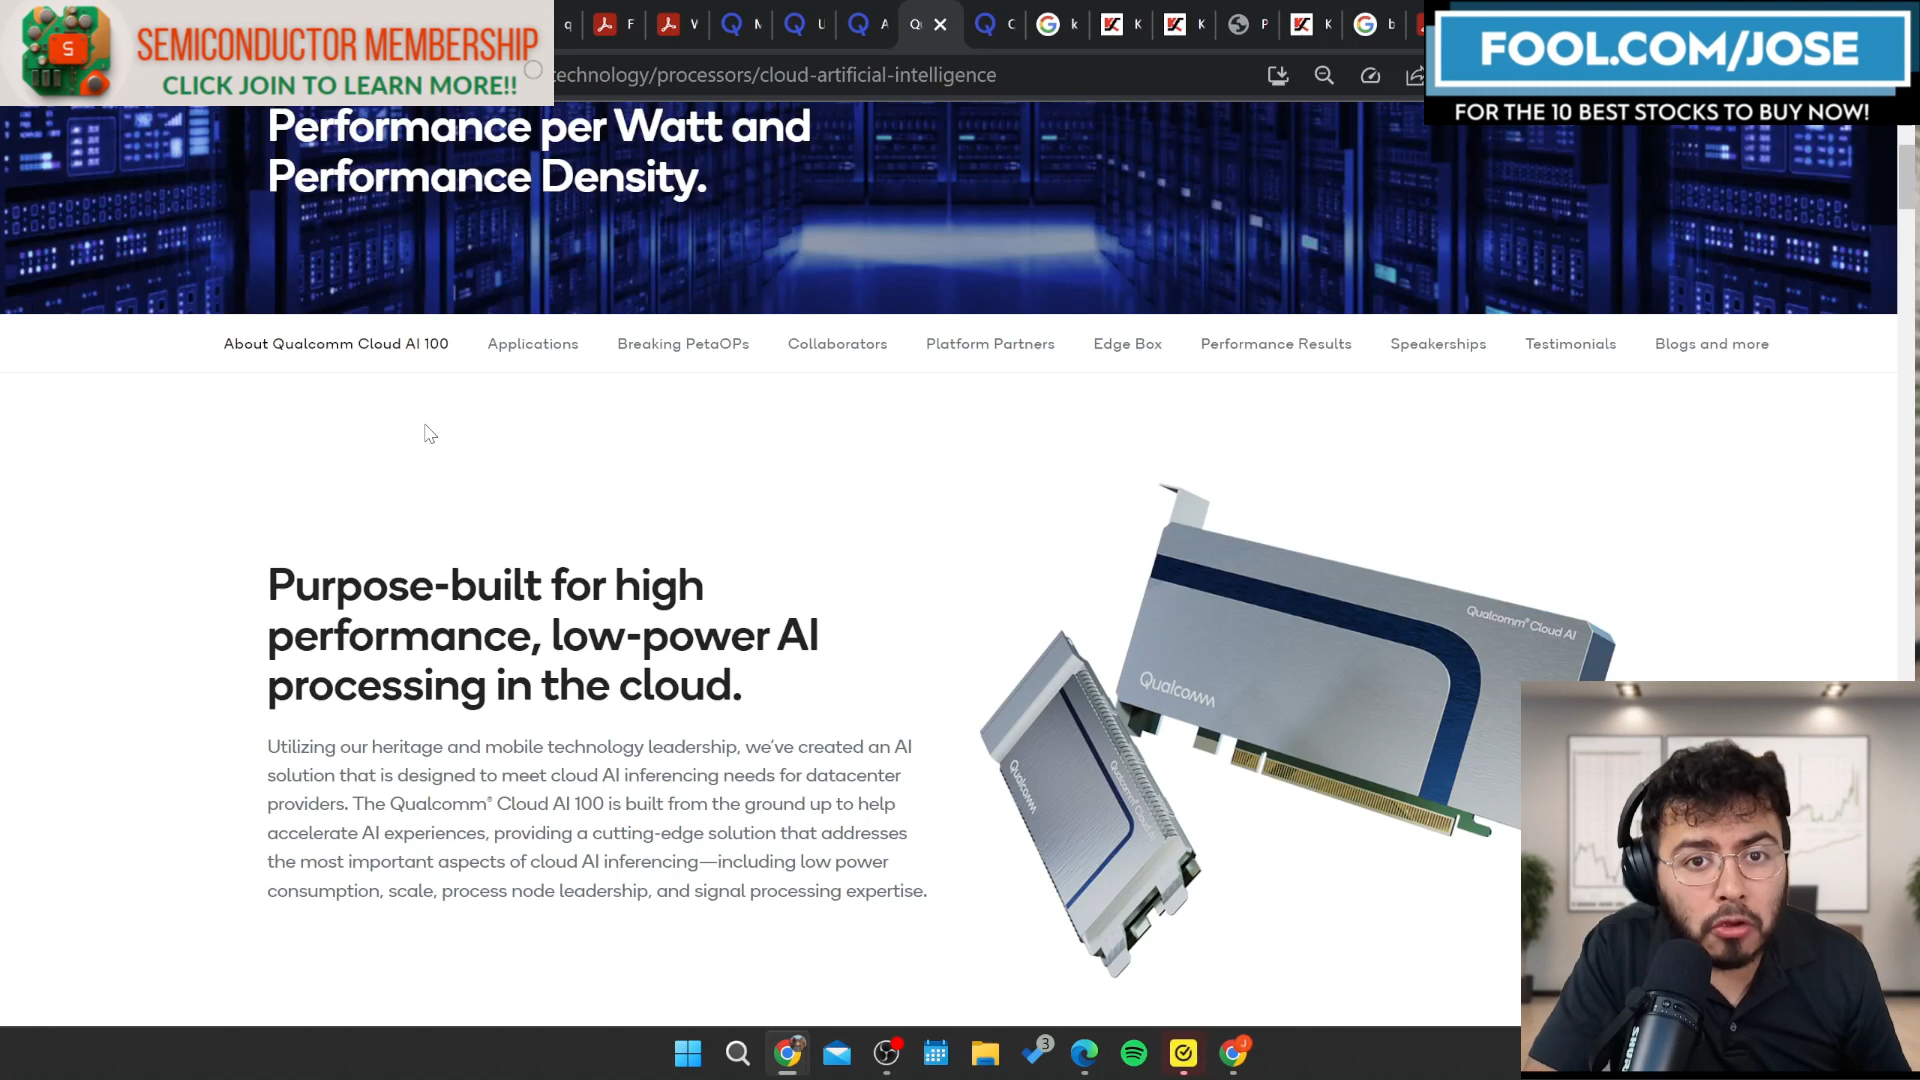 SEMICONDUCTOR MEMBERSHIP
CLICK JOIN TO LEARN MORE!!
S
q
F
V
M
U
A
Q
C
k
K
K
P
K
b
echnology/processors/cloud-artificial-intelligence
FOOL.COM/JOSE
FOR THE 10 BEST STOCKS TO BUY NOW!
Performance per Watt and
Performance Density.
About Qualcomm Cloud AI 100
Applications
Breaking PetaOPs
Collaborators
Platform Partners
Edge Box
Performance Results
Speakerships
Testimonials
Blogs and more
Purpose-built for high
performance, low-power AI
processing in the cloud.
Utilizing our heritage and mobile technology leadership, we’ve created an AI
solution that is designed to meet cloud AI inferencing needs for datacenter
providers. The Qualcomm® Cloud AI 100 is built from the ground up to help
accelerate AI experiences, providing a cutting-edge solution that addresses
the most important aspects of cloud AI inferencing—including low power
consumption, scale, process node leadership, and signal processing expertise.
Qualcomm® Cloud AI
Qualcomm
Qualcomm
Qualcomm® Cloud AI
3
J
SHURE